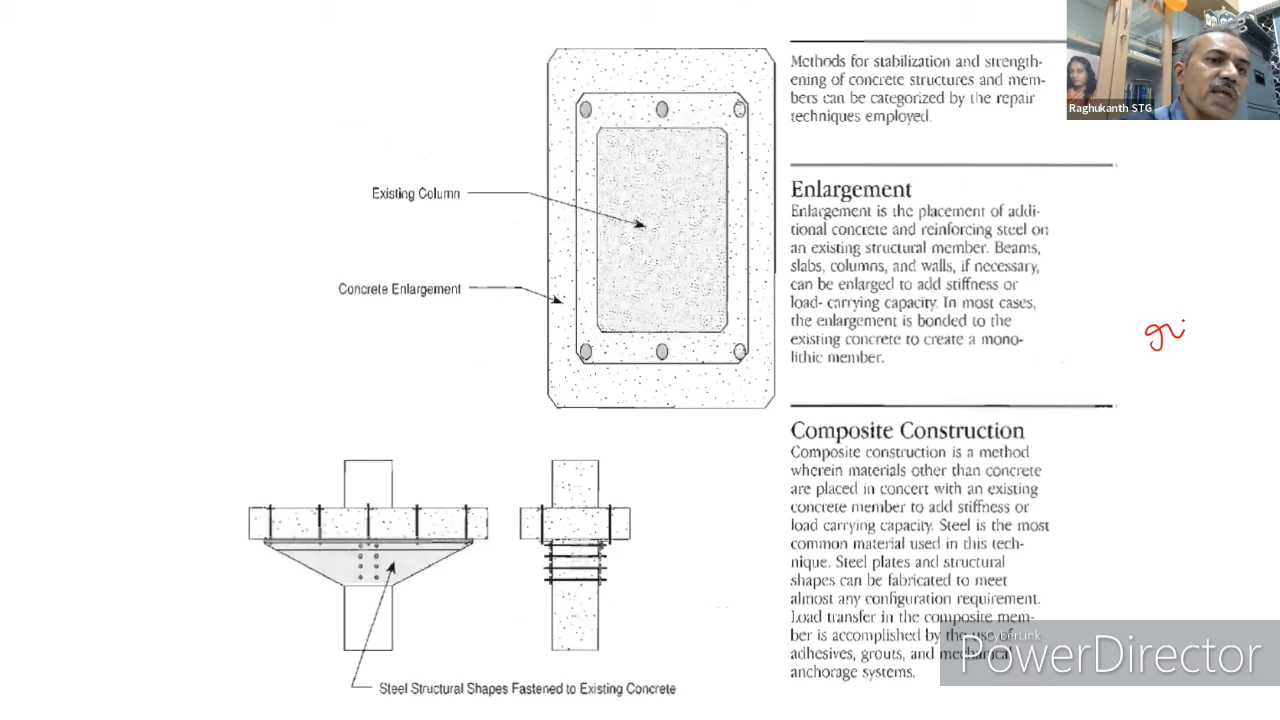 Methods for stabilization and strength-
ening of concrete structures and mem-
bers can be categorized by the repair
techniques employed.
Raghukanth STG
Existing Column
Concrete Enlargement
Enlargement
Enlargement is the placement of addi-
tional concrete and reinforcing steel on
an existing structural member. Beams,
slabs, columns, and walls, if necessary,
can be enlarged to add stiffness or
load- carrying capacity. In most cases,
the enlargement is bonded to the
existing concrete to create a mono-
lithic member.
Composite Construction
Composite construction is a method
wherein materials other than concrete
are placed in concert with an existing
concrete member to add stiffness or
load carrying capacity. Steel is the most
common material used in this tech-
nique. Steel plates and structural
shapes can be fabricated to meet
almost any configuration requirement.
Load transfer in the composite mem-
ber is accomplished by the use of
adhesives, grouts, and mechanical
anchorage systems.
Steel Structural Shapes Fastened to Existing Concrete
CyberLink
PowerDirector